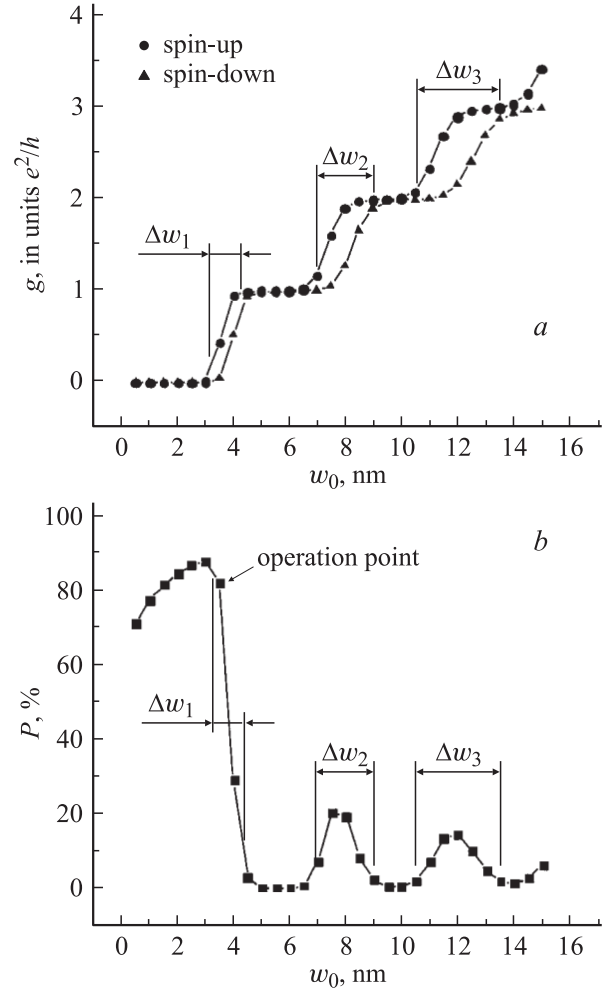 4
spin-up
spin-down
Δw₃
3
Δw₂
2
Δw₁
1
a
0
g, in units e²/h
0 2 4 6 8 10 12 14 16
w₀, nm
100
b
operation point
80
60
Δw₁
40
Δw₂
Δw₃
20
0
P, %
0 2 4 6 8 10 12 14 16
w₀, nm